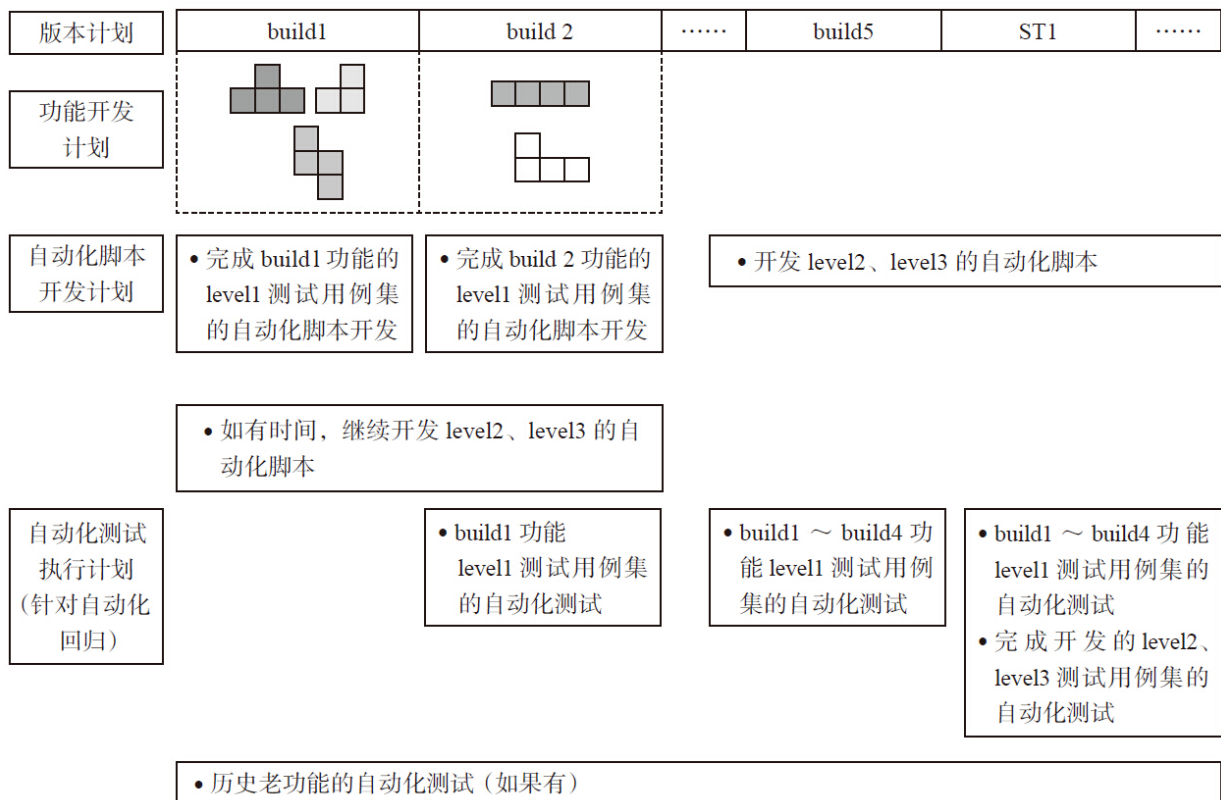 版本计划
build1
build 2
……
build5
ST1
……
功能开发
计划
自动化脚本
开发计划
• 完成 build1 功能的
level1 测试用例集
的自动化脚本开发
• 完成 build 2 功能的
level1 测试用例集
的自动化脚本开发
• 开发 level2、level3 的自动化脚本
• 如有时间，继续开发 level2、level3 的自
动化脚本
自动化测试
执行计划
（针对自动化
回归）
• build1 功能
level1 测试用例集
的自动化测试
• build1 ～ build4 功
能 level1 测试用例
集的自动化测试
• build1 ～ build4 功能
level1 测试用例集的
自动化测试
• 完成开发的 level2、
level3 测试用例集的
自动化测试
• 历史老功能的自动化测试（如果有）